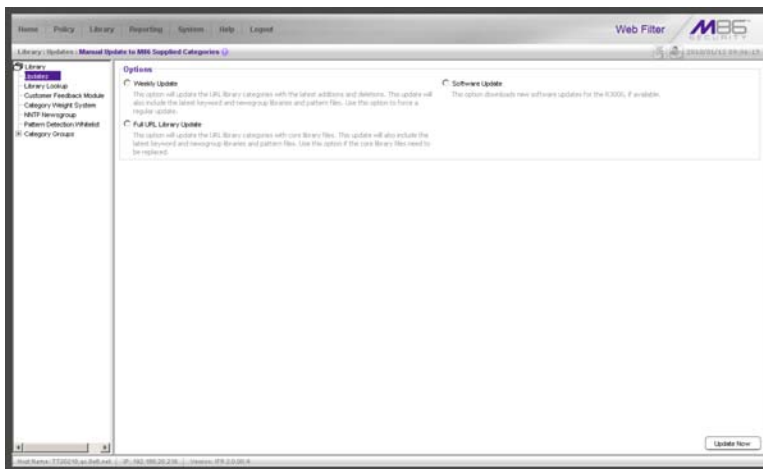 Home Policy Library Reporting System Help Logout
Web Filter
M86 SECURITY
Library : Updates : Manual Update to M86 Supplied Categories
Library
Updates
Library Lookup
Customer Feedback Module
Category Weight System
NNTP Newsgroup
Pattern Detection Whitelist
Category Groups
Options
Weekly Update
This option will update the URL library categories with the latest additions and deletions. This update will
also include the latest keyword and newsgroup libraries and pattern files. Use this option to force a
regular update.
Full URL Library Update
This option will update the URL library categories with core library files. This update will also include the
latest keyword and newsgroup libraries and pattern files. Use this option if the core library files need to
be replaced.
Software Update
This option downloads new software updates for the R3000, if available.
Update Now
Host Name:
IP:
Version: